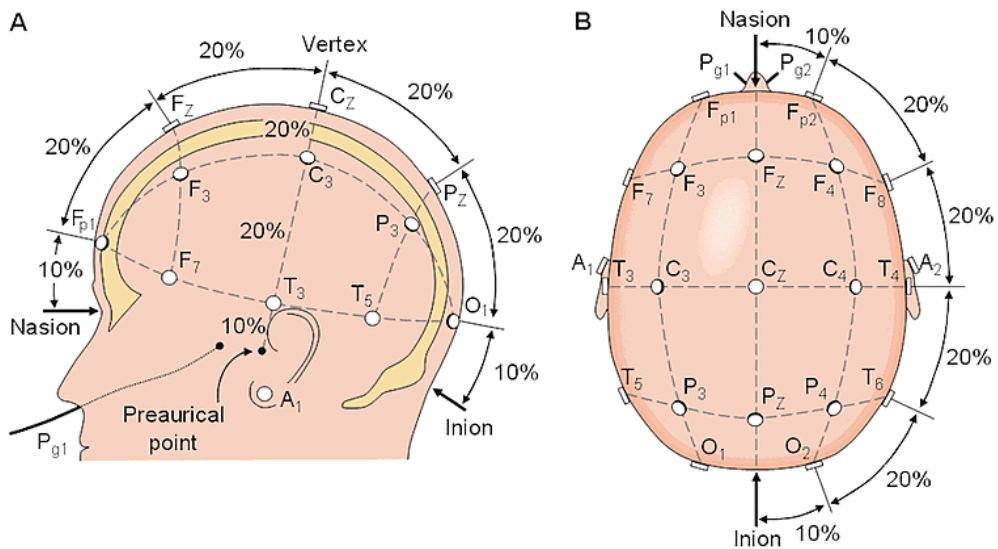 A
Vertex
20%
20%
FZ
CZ
20%
20%
F3
C3
PZ
Fp1
20%
P3
20%
10%
F7
T3
T5
O1
Nasion
10%
10%
A1
Preaurical
point
Inion
Pg1
B
Nasion
10%
Pg1
Pg2
Fp1
Fp2
20%
F7
F3
FZ
F4
F8
20%
A1
T3
C3
CZ
C4
T4
A2
20%
T5
P3
PZ
P4
T6
O1
O2
20%
10%
Inion